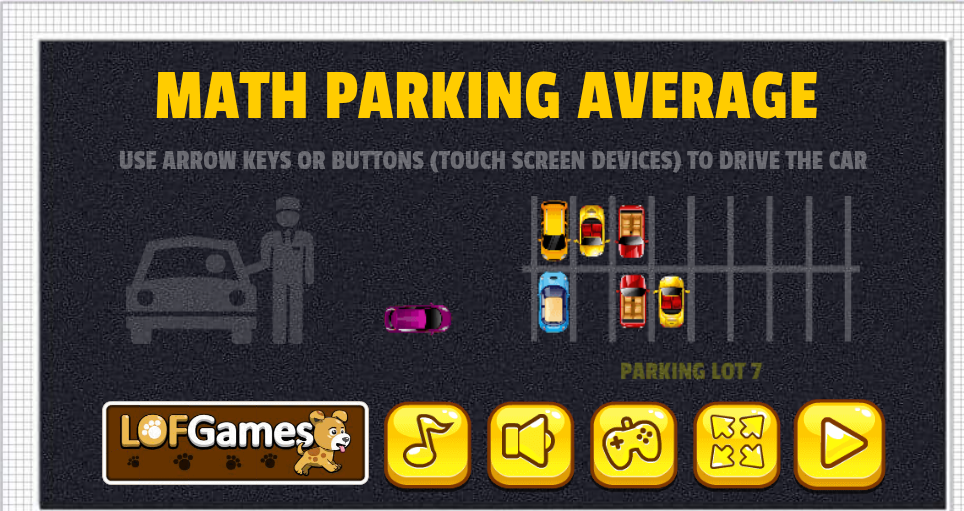 MATH PARKING AVERAGE
USE ARROW KEYS OR BUTTONS (TOUCH SCREEN DEVICES) TO DRIVE THE CAR
PARKING LOT 7
LOFGames